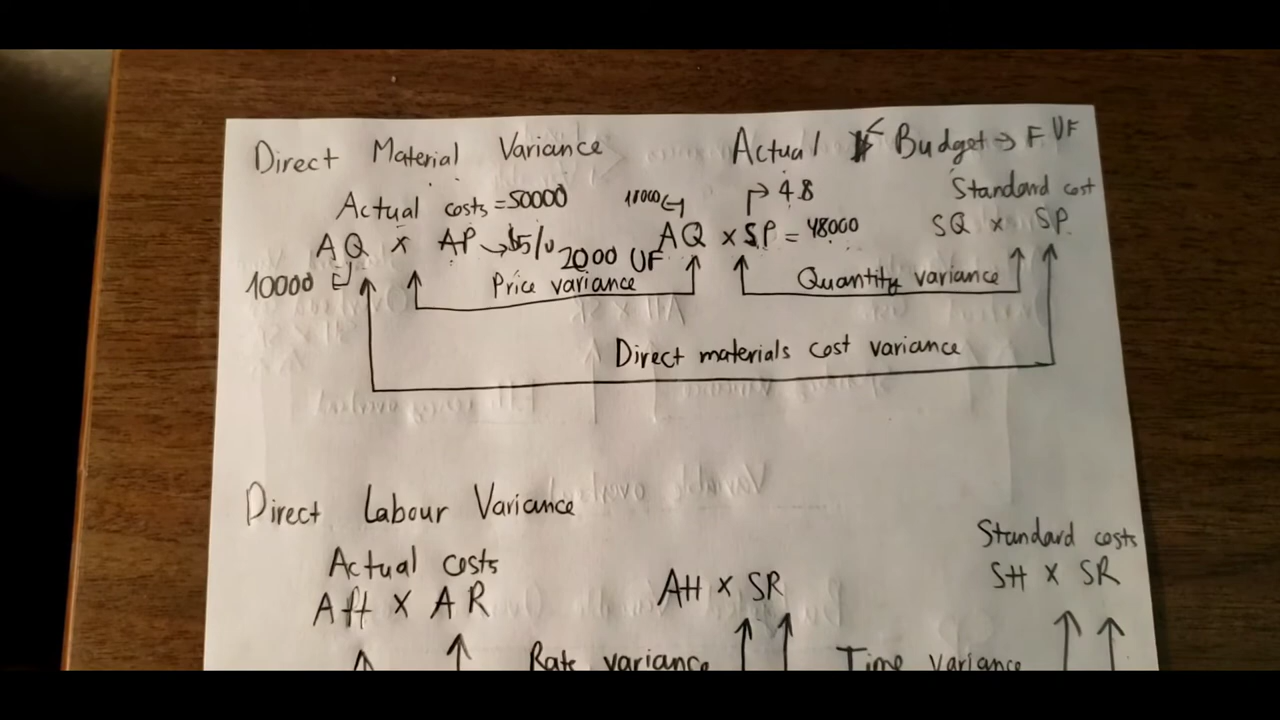 Direct Material Variance Actual < Budget → F UF
Actual costs = 50000 → 4.8 Standard cost
AQ x AP → $5/u AQ x SP = 48000 SQ x SP
10000 2000 UF
Price variance Quantity variance
Direct materials cost variance
Direct Labour Variance
Actual costs Standard costs
AH x AR AH x SR SH x SR
Rate variance Time variance